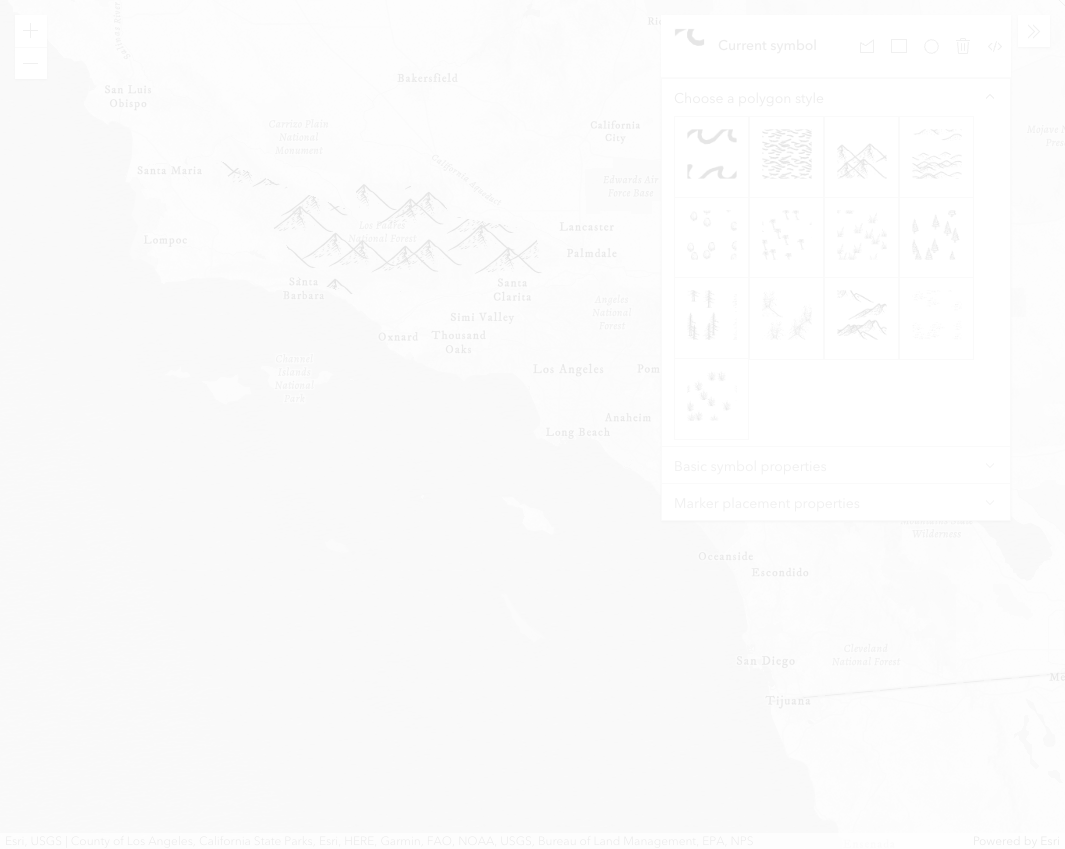 Current symbol
Choose a polygon style
Basic symbol properties
Marker placement properties
Bakersfield
San Luis
Obispo
Carrizo Plain
National
Monument
California
City
Santa Maria
California Aqueduct
Edwards Air
Force Base
Los Padres
National Forest
Lancaster
Lompoc
Palmdale
Santa
Barbara
Santa
Clarita
Angeles
National
Forest
Simi Valley
Oxnard
Thousand
Oaks
Channel
Islands
National
Park
Los Angeles
Pom
Anaheim
Long Beach
Wilderness
Oceanside
Escondido
San Diego
Cleveland
National Forest
Tijuana
Esri, USGS | County of Los Angeles, California State Parks, Esri, HERE, Garmin, FAO, NOAA, USGS, Bureau of Land Management, EPA, NPS
Powered by Esri